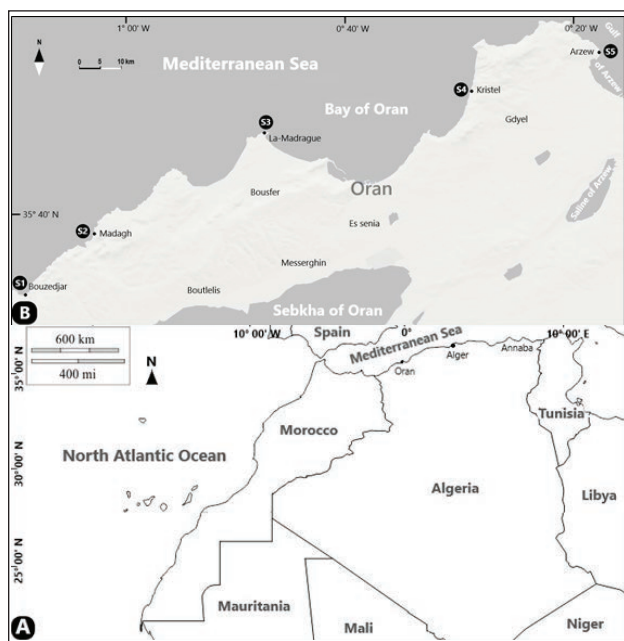 1° 00' W
0° 40' W
0° 20' W
N
0 5 10 km
Mediterranean Sea
Gulf
of Arzew
Arzew
S5
S4
Kristel
Bay of Oran
S3
La-Madrague
Gdyel
Oran
Bousfer
Saline of Arzew
35° 40' N
S2
Madagh
Es senia
Messerghin
S1
Bouzedjar
Boutlelis
B
Sebkha of Oran
600 km
400 mi
N
10° 00' W
0°
10° 00' E
Spain
Mediterranean Sea
Oran
Alger
Annaba
35° 00' N
Tunisia
Morocco
North Atlantic Ocean
30° 00' N
Algeria
Libya
25° 00' N
Mauritania
Mali
Niger
A